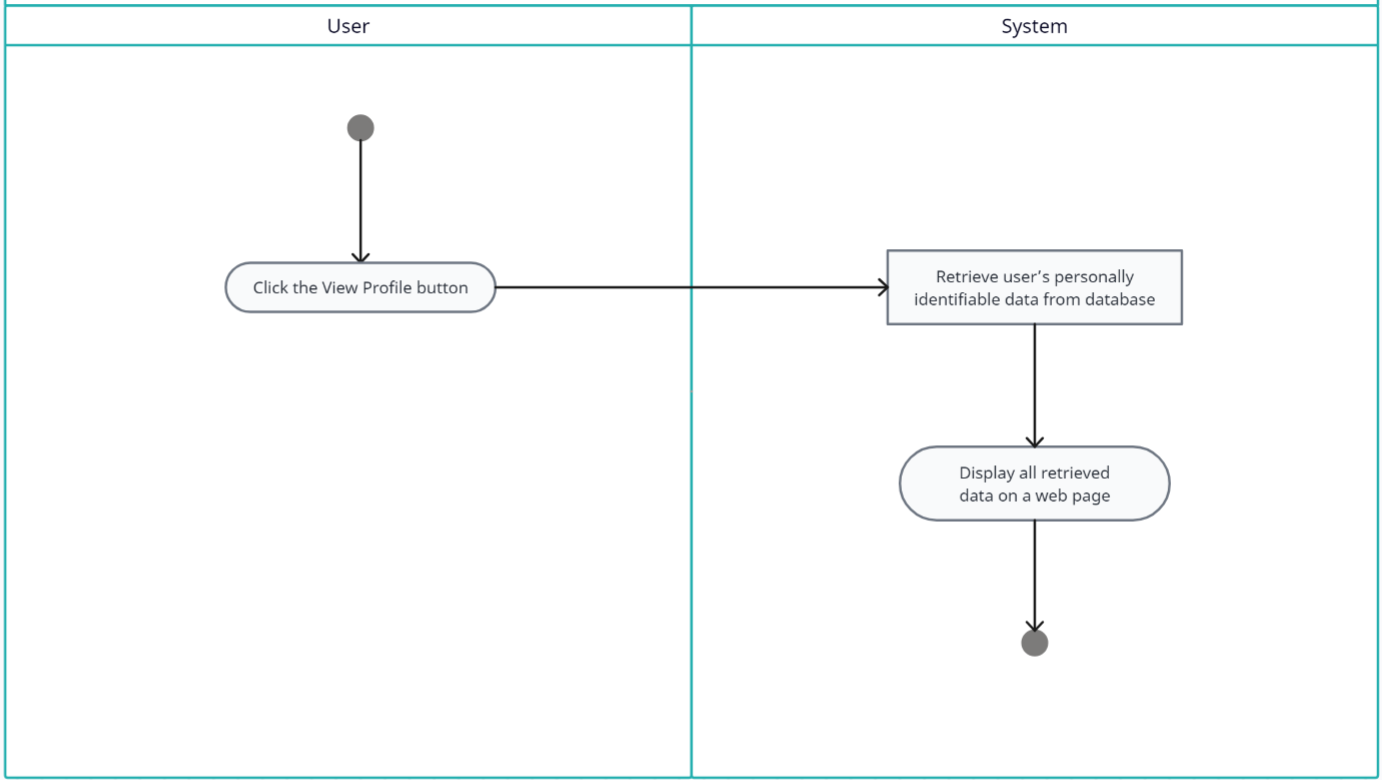 User
System
Click the View Profile button
Retrieve user’s personally
identifiable data from database
Display all retrieved
data on a web page